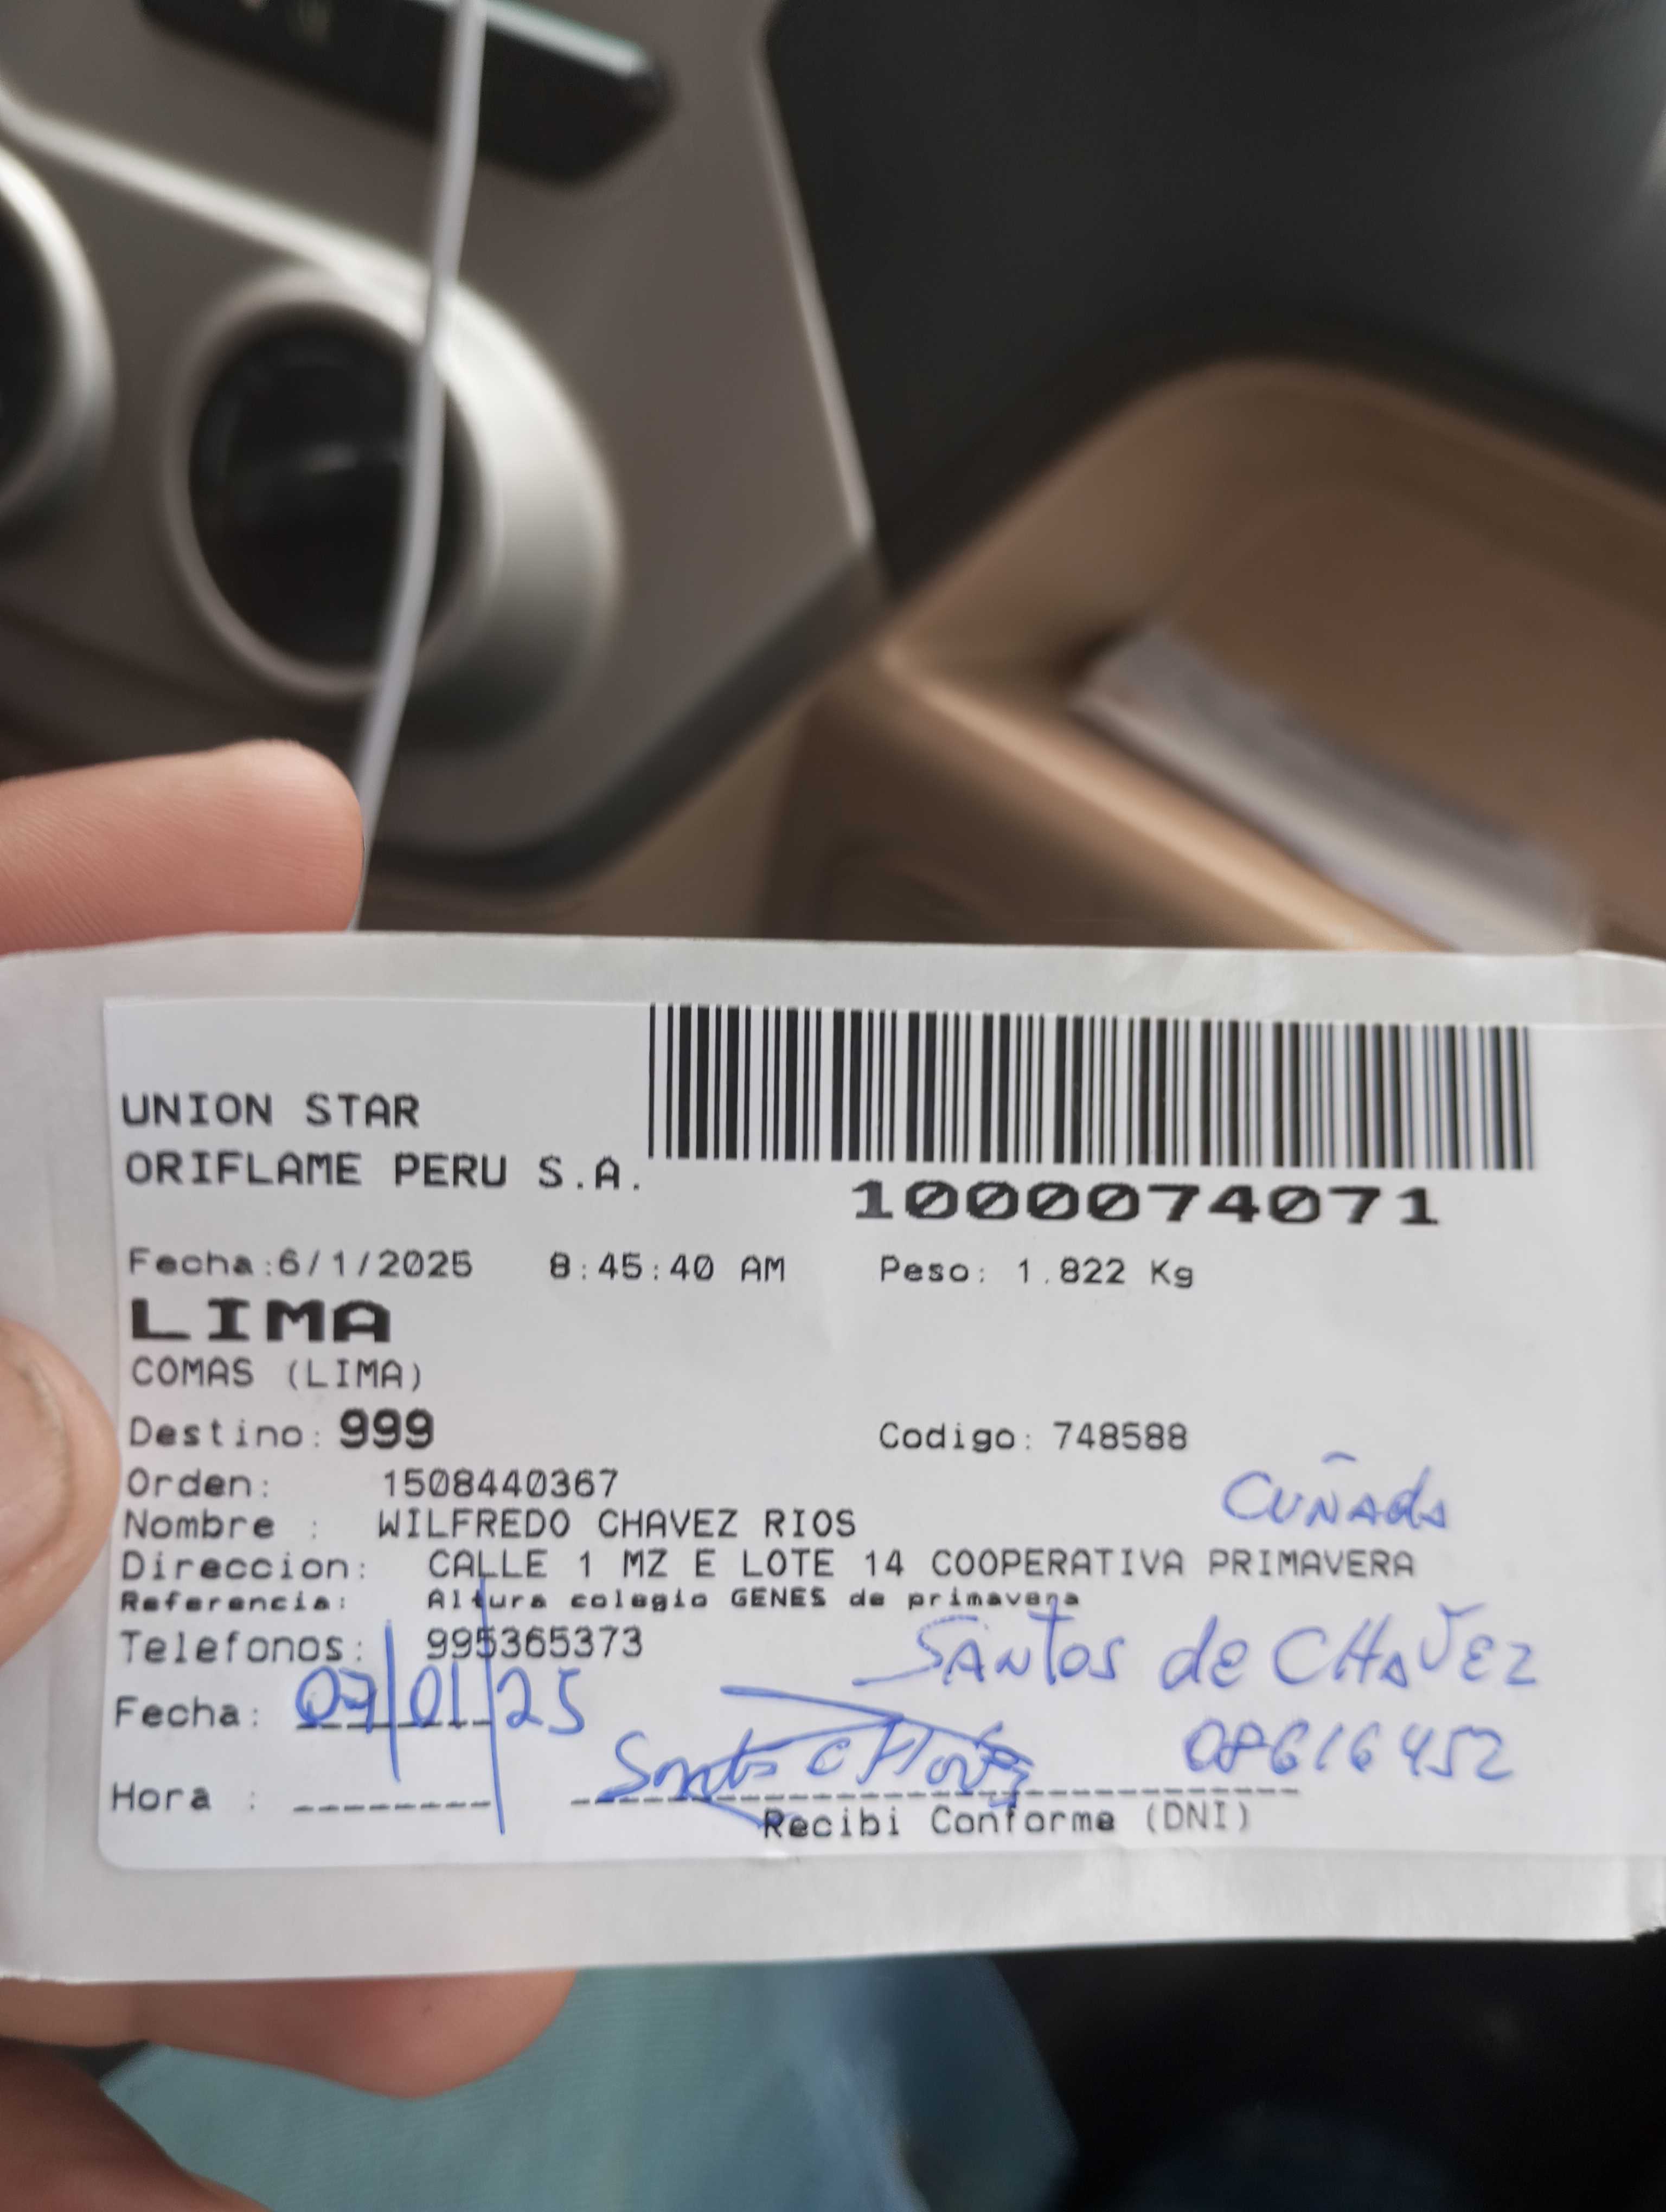 UNION STAR
ORIFLAME PERU S.A.
1000074071
Fecha:6/1/2025 8:45:40 AM Peso: 1.822 Kg
LIMA
COMAS (LIMA)
Destino: 999 Codigo: 748588
Orden: 1508440367
CUÑADA
Nombre : WILFREDO CHAVEZ RIOS
Direccion: CALLE 1 MZ E LOTE 14 COOPERATIVA PRIMAVERA
Referencia: Altura colegio GENES de primavera
Telefonos: 995365373
SANTOS de CHAVEZ
Fecha: 07/01/25
08616452
Hora :
Recibi Conforme (DNI)